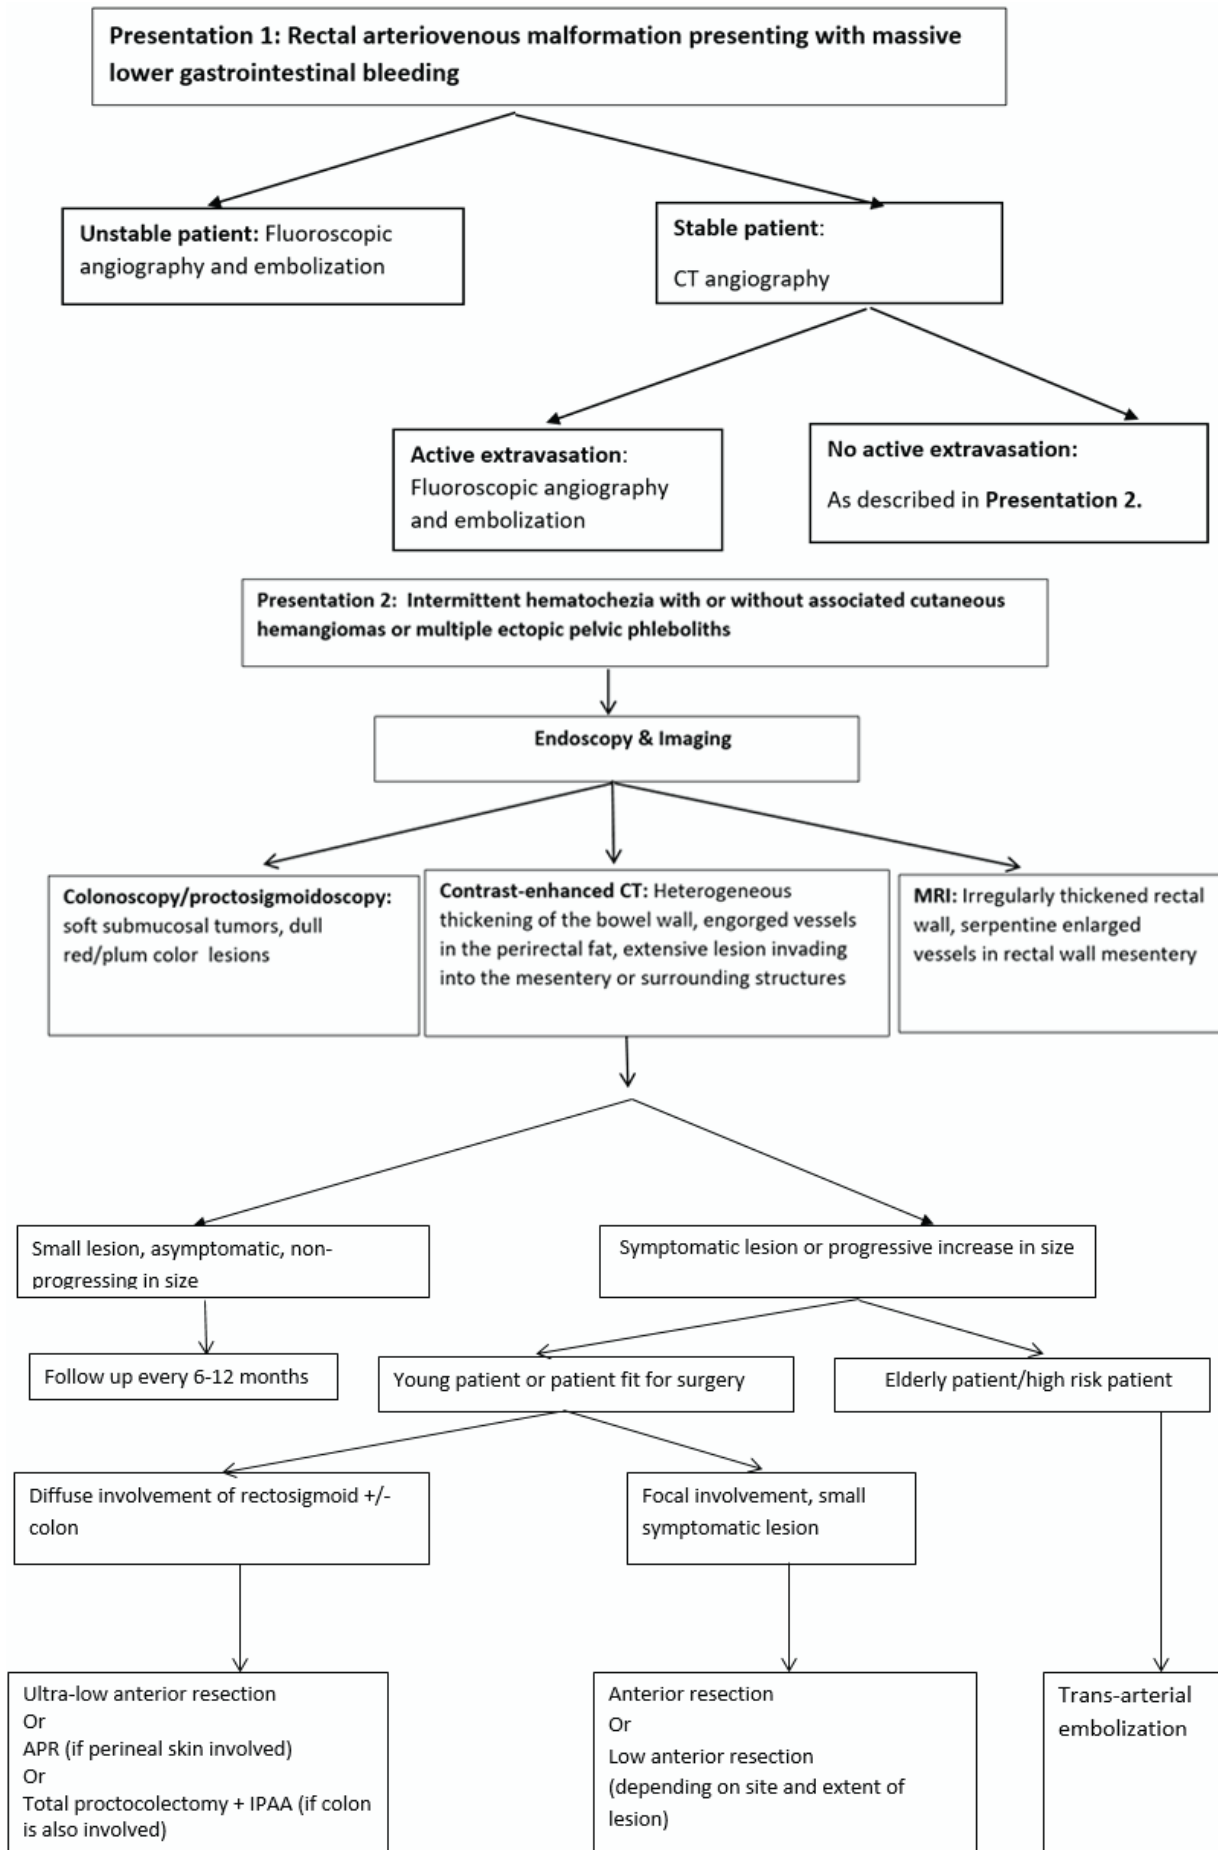 Presentation 1: Rectal arteriovenous malformation presenting with massive
lower gastrointestinal bleeding
Unstable patient: Fluoroscopic
angiography and embolization
Stable patient:
CT angiography
Active extravasation:
Fluoroscopic angiography
and embolization
No active extravasation:
As described in Presentation 2.
Presentation 2: Intermittent hematochezia with or without associated cutaneous
hemangiomas or multiple ectopic pelvic phleboliths
Endoscopy & Imaging
Colonoscopy/proctosigmoidoscopy:
soft submucosal tumors, dull
red/plum color lesions
Contrast-enhanced CT: Heterogeneous
thickening of the bowel wall, engorged vessels
in the perirectal fat, extensive lesion invading
into the mesentery or surrounding structures
MRI: Irregularly thickened rectal
wall, serpentine enlarged
vessels in rectal wall mesentery
Small lesion, asymptomatic, non-
progressing in size
Symptomatic lesion or progressive increase in size
Follow up every 6-12 months
Young patient or patient fit for surgery
Elderly patient/high risk patient
Diffuse involvement of rectosigmoid +/-
colon
Focal involvement, small
symptomatic lesion
Ultra-low anterior resection
Or
APR (if perineal skin involved)
Or
Total proctocolectomy + IPAA (if colon
is also involved)
Anterior resection
Or
Low anterior resection
(depending on site and extent of
lesion)
Trans-arterial
embolization